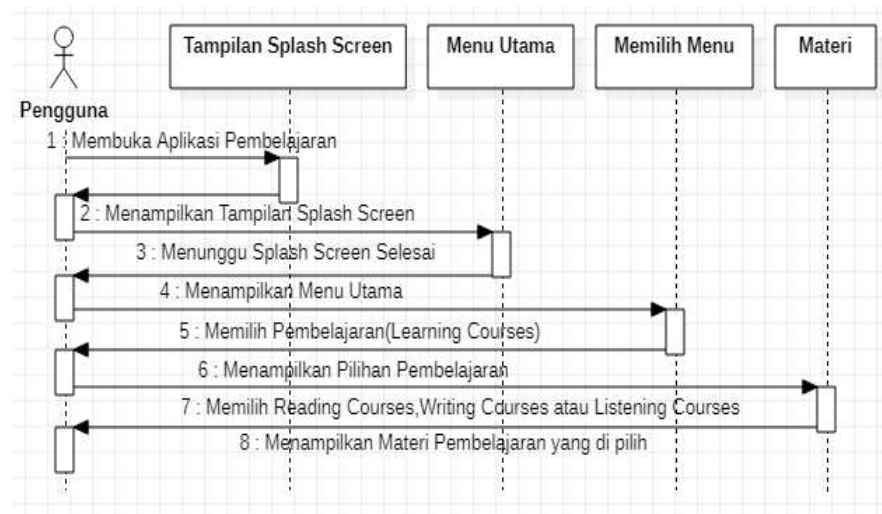 Tampilan Splash Screen
Menu Utama
Memilih Menu
Materi
Pengguna
1 : Membuka Aplikasi Pembelajaran
2 : Menampilkan Tampilan Splash Screen
3 : Menunggu Splash Screen Selesai
4 : Menampilkan Menu Utama
5 : Memilih Pembelajaran(Learning Courses)
6 : Menampilkan Pilihan Pembelajaran
7 : Memilih Reading Courses,Writing Courses atau Listening Courses
8 : Menampilkan Materi Pembelajaran yang di pilih